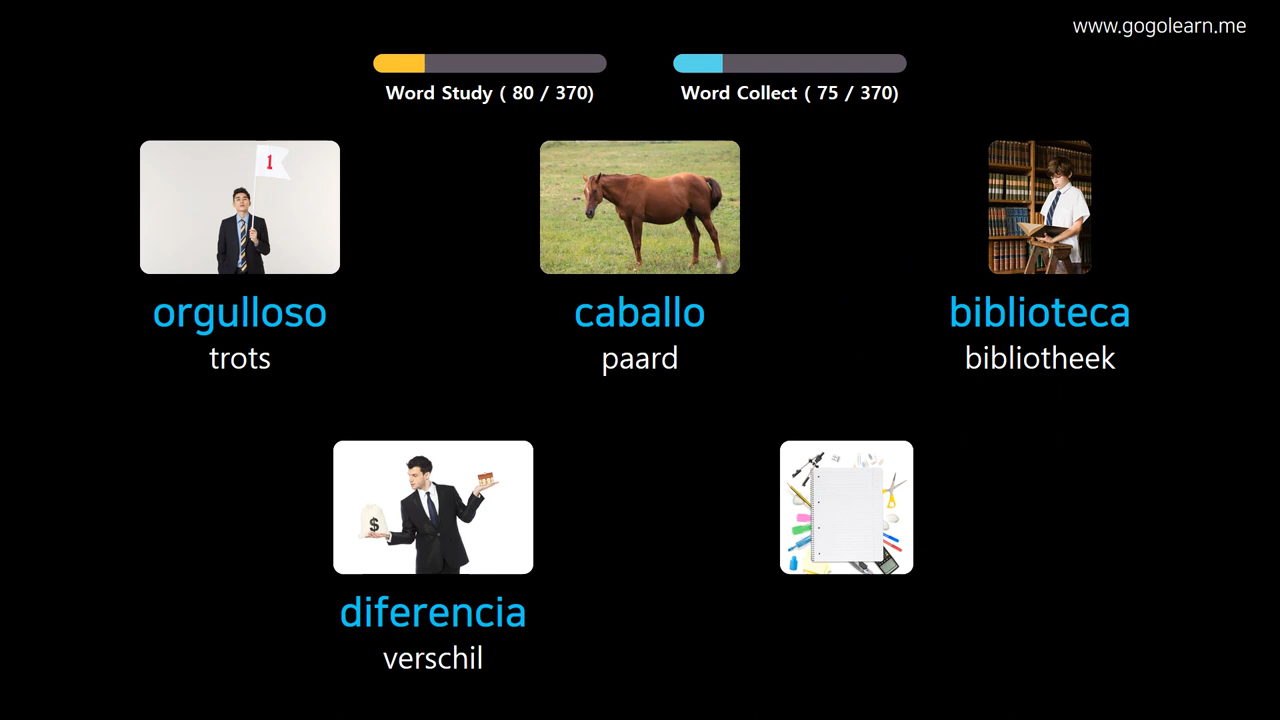 www.gogolearn.me
Word Study ( 80 / 370)
Word Collect ( 75 / 370)
1
orgulloso
trots
caballo
paard
biblioteca
bibliotheek
$
diferencia
verschil